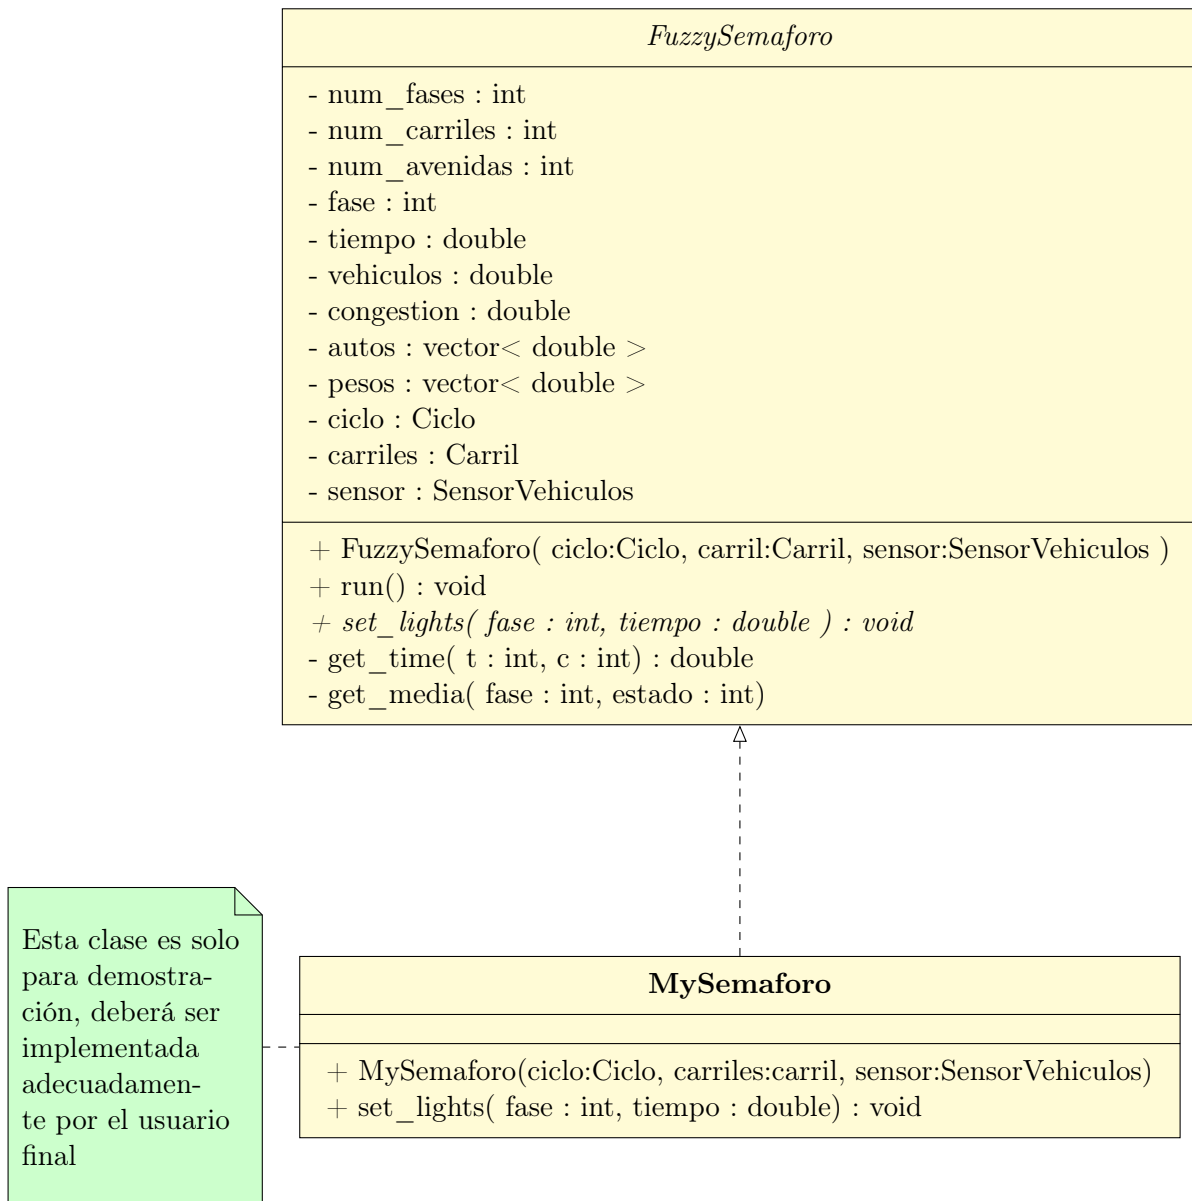 FuzzySemaforo
- num_fases : int
- num_carriles : int
- num_avenidas : int
- fase : int
- tiempo : double
- vehiculos : double
- congestion : double
- autos : vector< double >
- pesos : vector< double >
- ciclo : Ciclo
- carriles : Carril
- sensor : SensorVehiculos
+ FuzzySemaforo( ciclo:Ciclo, carril:Carril, sensor:SensorVehiculos )
+ run() : void
+ set_lights( fase : int, tiempo : double ) : void
- get_time( t : int, c : int) : double
- get_media( fase : int, estado : int)
Esta clase es solo
para demostra-
ción, deberá ser
implementada
adecuadamen-
te por el usuario
final
MySemaforo
+ MySemaforo(ciclo:Ciclo, carriles:carril, sensor:SensorVehiculos)
+ set_lights( fase : int, tiempo : double) : void